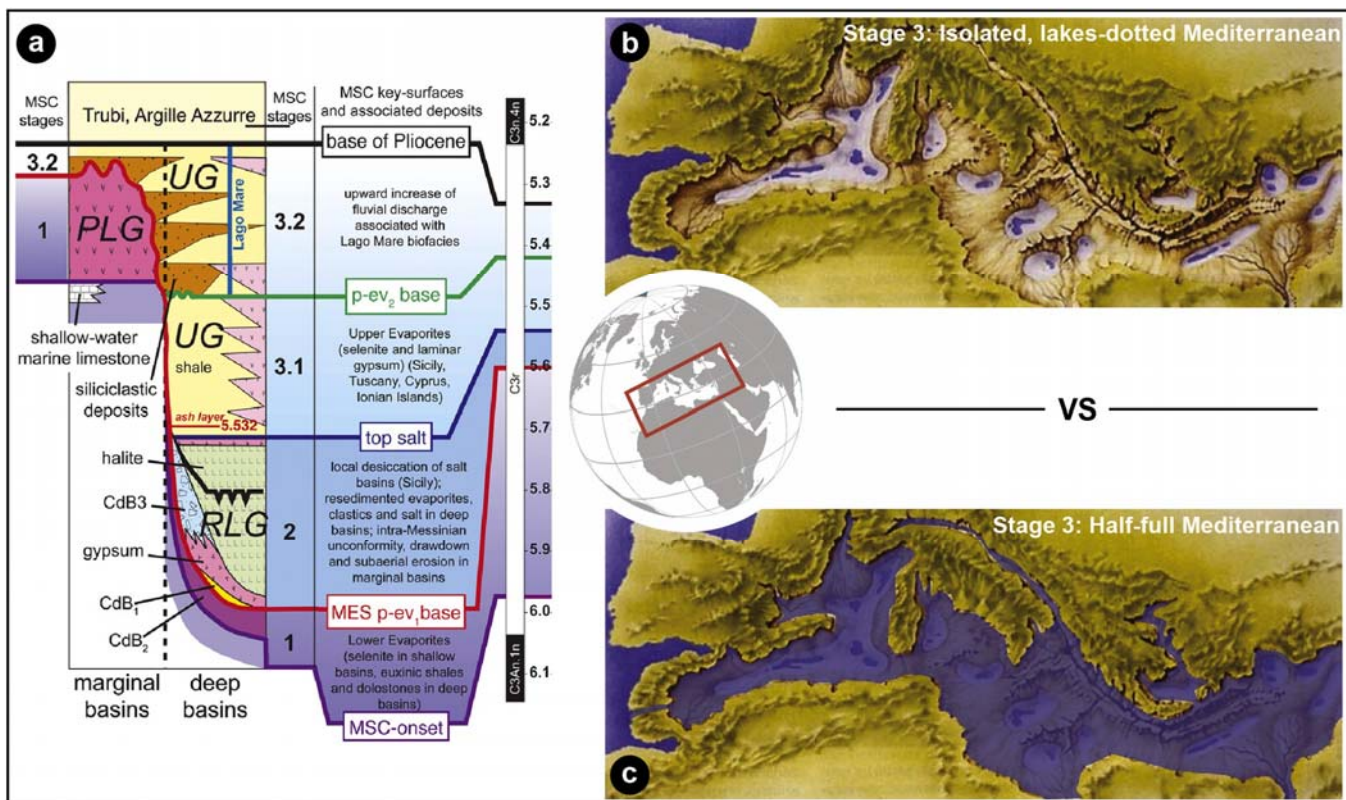 a
MSC
stages
Trubi, Argille Azzurre
MSC
stages
MSC key-surfaces
and associated deposits
C3n.4n
5.2
base of Pliocene
3.2
UG
5.3
1
PLG
Lago Mare
3.2
upward increase of
fluvial discharge
associated with
Lago Mare biofacies
5.4
p-ev2 base
5.5
shallow-water
marine limestone
siliciclastic
deposits
UG
shale
3.1
Upper Evaporites
(selenite and laminar
gypsum) (Sicily,
Tuscany, Cyprus,
Ionian Islands)
5.6
C3r
ash layer
5.532
5.7
top salt
halite
CdB3
RLG
gypsum
CdB1
CdB2
2
local desiccation of salt
basins (Sicily);
resedimented evaporites,
clastics and salt in deep
basins; intra-Messinian
unconformity, drawdown
and subaerial erosion in
marginal basins
5.8
5.9
MES p-ev1base
6.0
1
Lower Evaporites
(selenite in shallow
basins, euxinic shales
and dolostones in deep
basins)
C3An.1n
6.1
marginal
basins
deep
basins
MSC-onset
b
Stage 3: Isolated, lakes-dotted Mediterranean
VS
Stage 3: Half-full Mediterranean
c